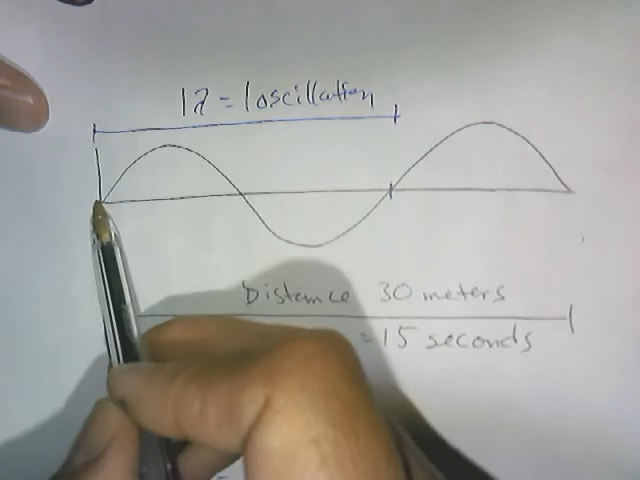 1λ = 1 oscillation
Distance 30 meters
= 15 seconds